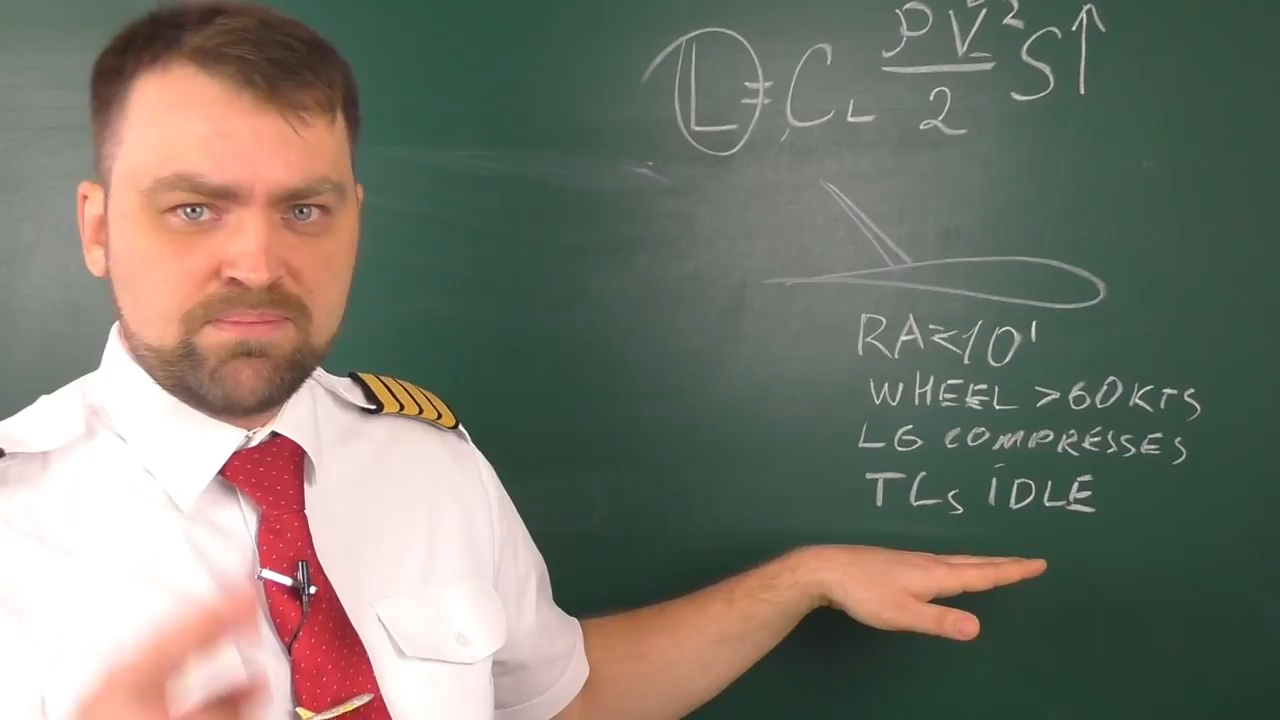 L = CL ρV²/2 S↑
RA<10'
WHEEL >60KTS
LG COMPRESSES
TLs IDLE